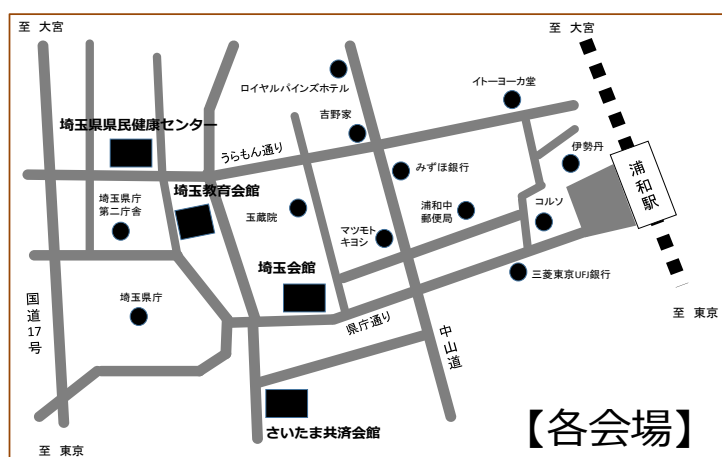 至 大宮
至 大宮
ロイヤルパインズホテル
イトーヨーカ堂
吉野家
埼玉県県民健康センター
うらもん通り
伊勢丹
みずほ銀行
浦和駅
埼玉教育会館
埼玉県庁
第二庁舎
玉蔵院
浦和中
郵便局
コルソ
マツモト
キヨシ
埼玉会館
三菱東京UFJ銀行
国道17号
埼玉県庁
県庁通り
至 東京
中山道
さいたま共済会館
【各会場】
至 東京